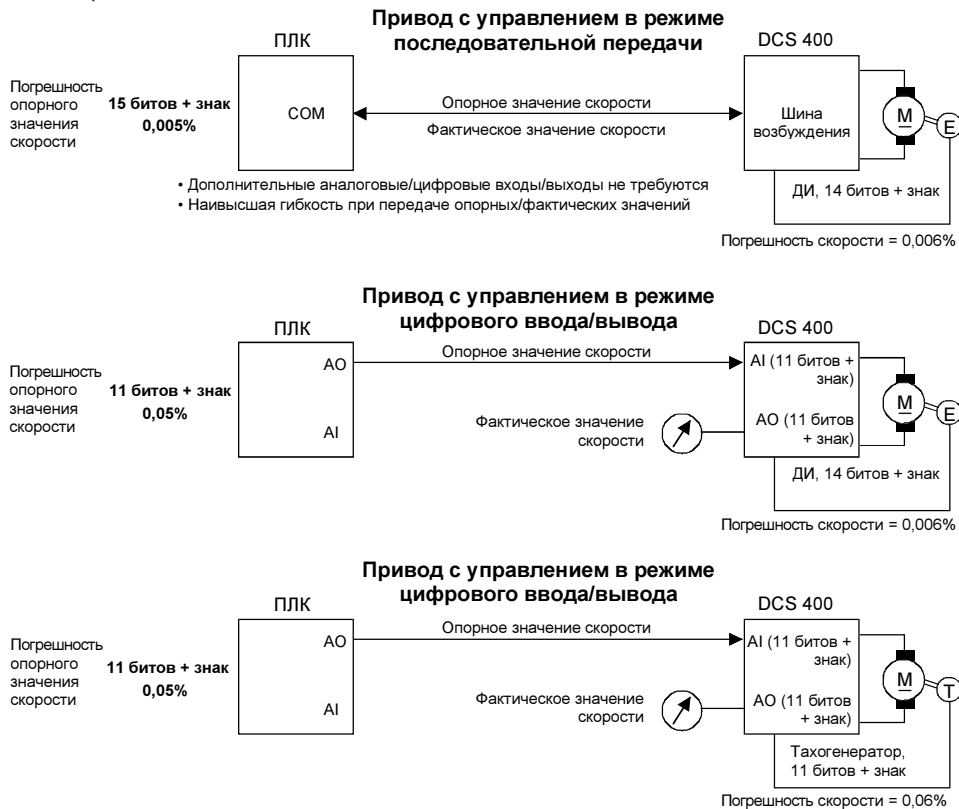 Привод с управлением в режиме
последовательной передачи
ПЛК
DCS 400
Погрешность
опорного
значения
скорости
15 битов + знак
0,005%
COM
Опорное значение скорости
Фактическое значение скорости
Шина
возбуждения
M
E
• Дополнительные аналоговые/цифровые входы/выходы не требуются
• Наивысшая гибкость при передаче опорных/фактических значений
ДИ, 14 битов + знак
Погрешность скорости = 0,006%
Привод с управлением в режиме
цифрового ввода/вывода
ПЛК
DCS 400
Погрешность
опорного
значения
скорости
11 битов + знак
0,05%
AO
AI
Опорное значение скорости
Фактическое значение
скорости
AI (11 битов +
знак)
AO (11 битов
+ знак)
M
E
ДИ, 14 битов + знак
Погрешность скорости = 0,006%
Привод с управлением в режиме
цифрового ввода/вывода
ПЛК
DCS 400
Погрешность
опорного
значения
скорости
11 битов + знак
0,05%
AO
AI
Опорное значение скорости
Фактическое значение
скорости
AI (11 битов +
знак)
AO (11 битов
+ знак)
M
T
Тахогенератор,
11 битов + знак
Погрешность скорости = 0,06%